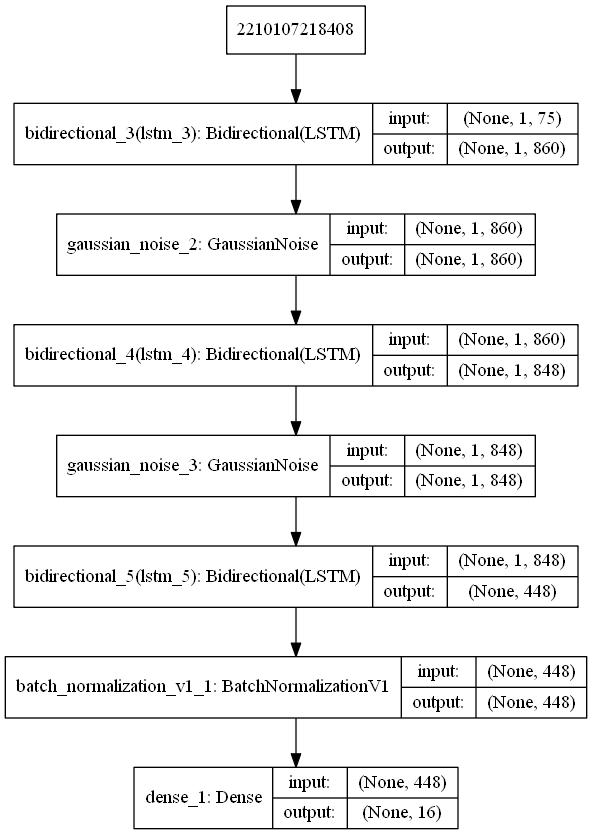 2210107218408
bidirectional_3(lstm_3): Bidirectional(LSTM)
input: (None, 1, 75)
output: (None, 1, 860)
gaussian_noise_2: GaussianNoise
input: (None, 1, 860)
output: (None, 1, 860)
bidirectional_4(lstm_4): Bidirectional(LSTM)
input: (None, 1, 860)
output: (None, 1, 848)
gaussian_noise_3: GaussianNoise
input: (None, 1, 848)
output: (None, 1, 848)
bidirectional_5(lstm_5): Bidirectional(LSTM)
input: (None, 1, 848)
output: (None, 448)
batch_normalization_v1_1: BatchNormalizationV1
input: (None, 448)
output: (None, 448)
dense_1: Dense
input: (None, 448)
output: (None, 16)